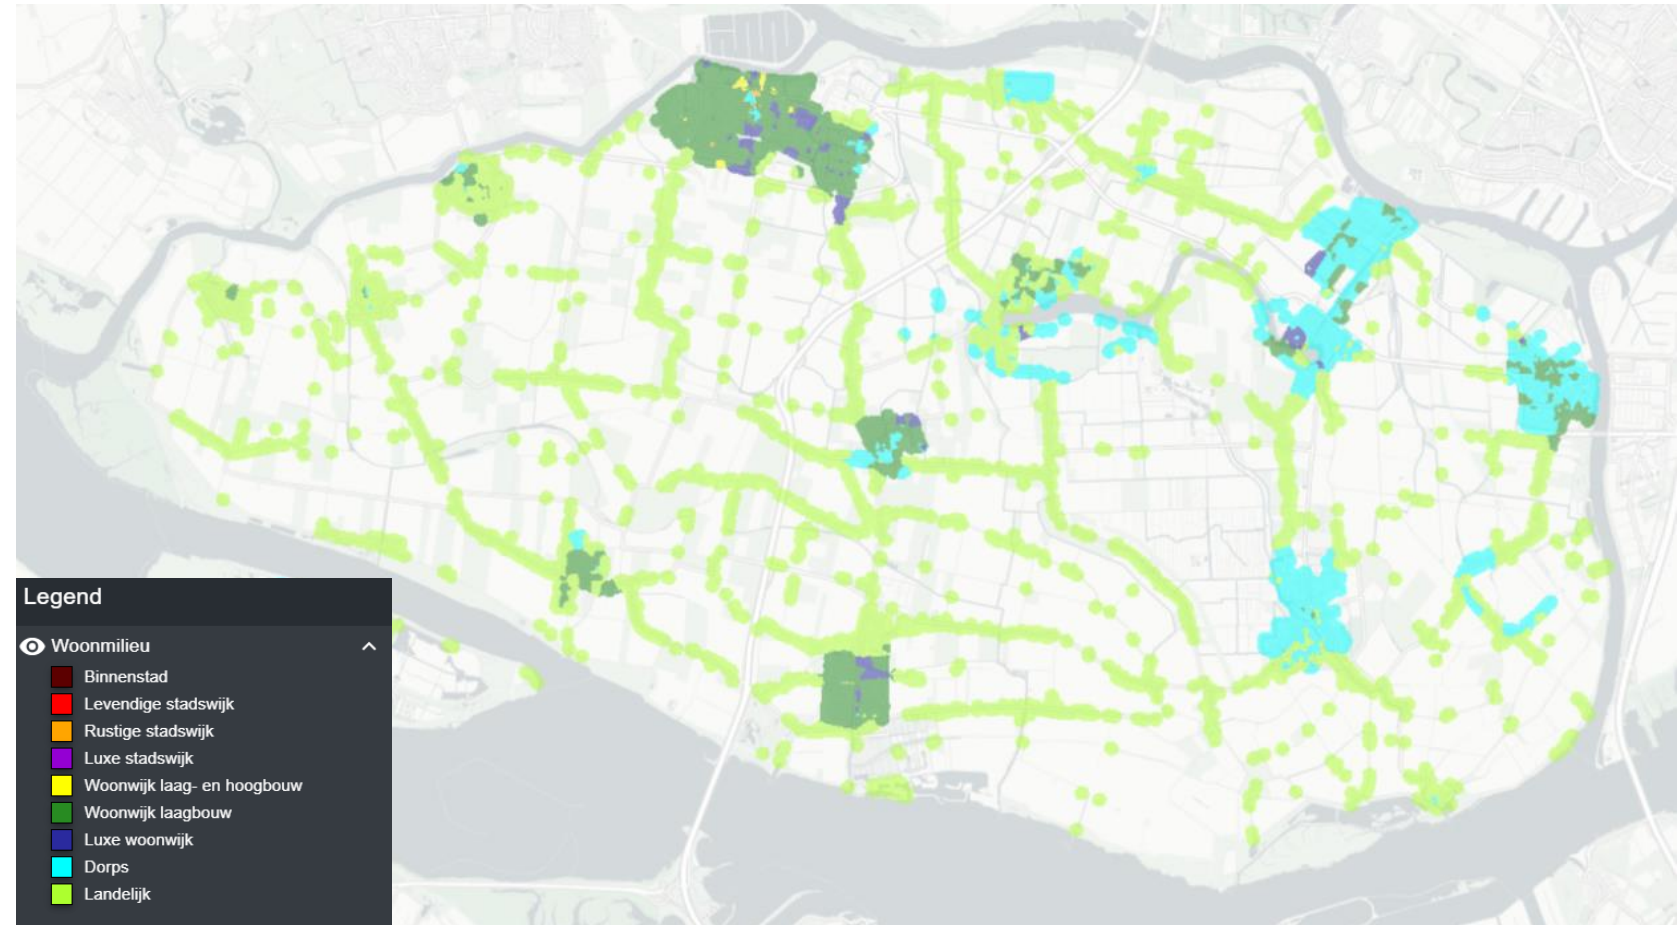 Legend
Woonmilieu
Binnenstad
Levendige stadswijk
Rustige stadswijk
Luxe stadswijk
Woonwijk laag- en hoogbouw
Woonwijk laagbouw
Luxe woonwijk
Dorps
Landelijk